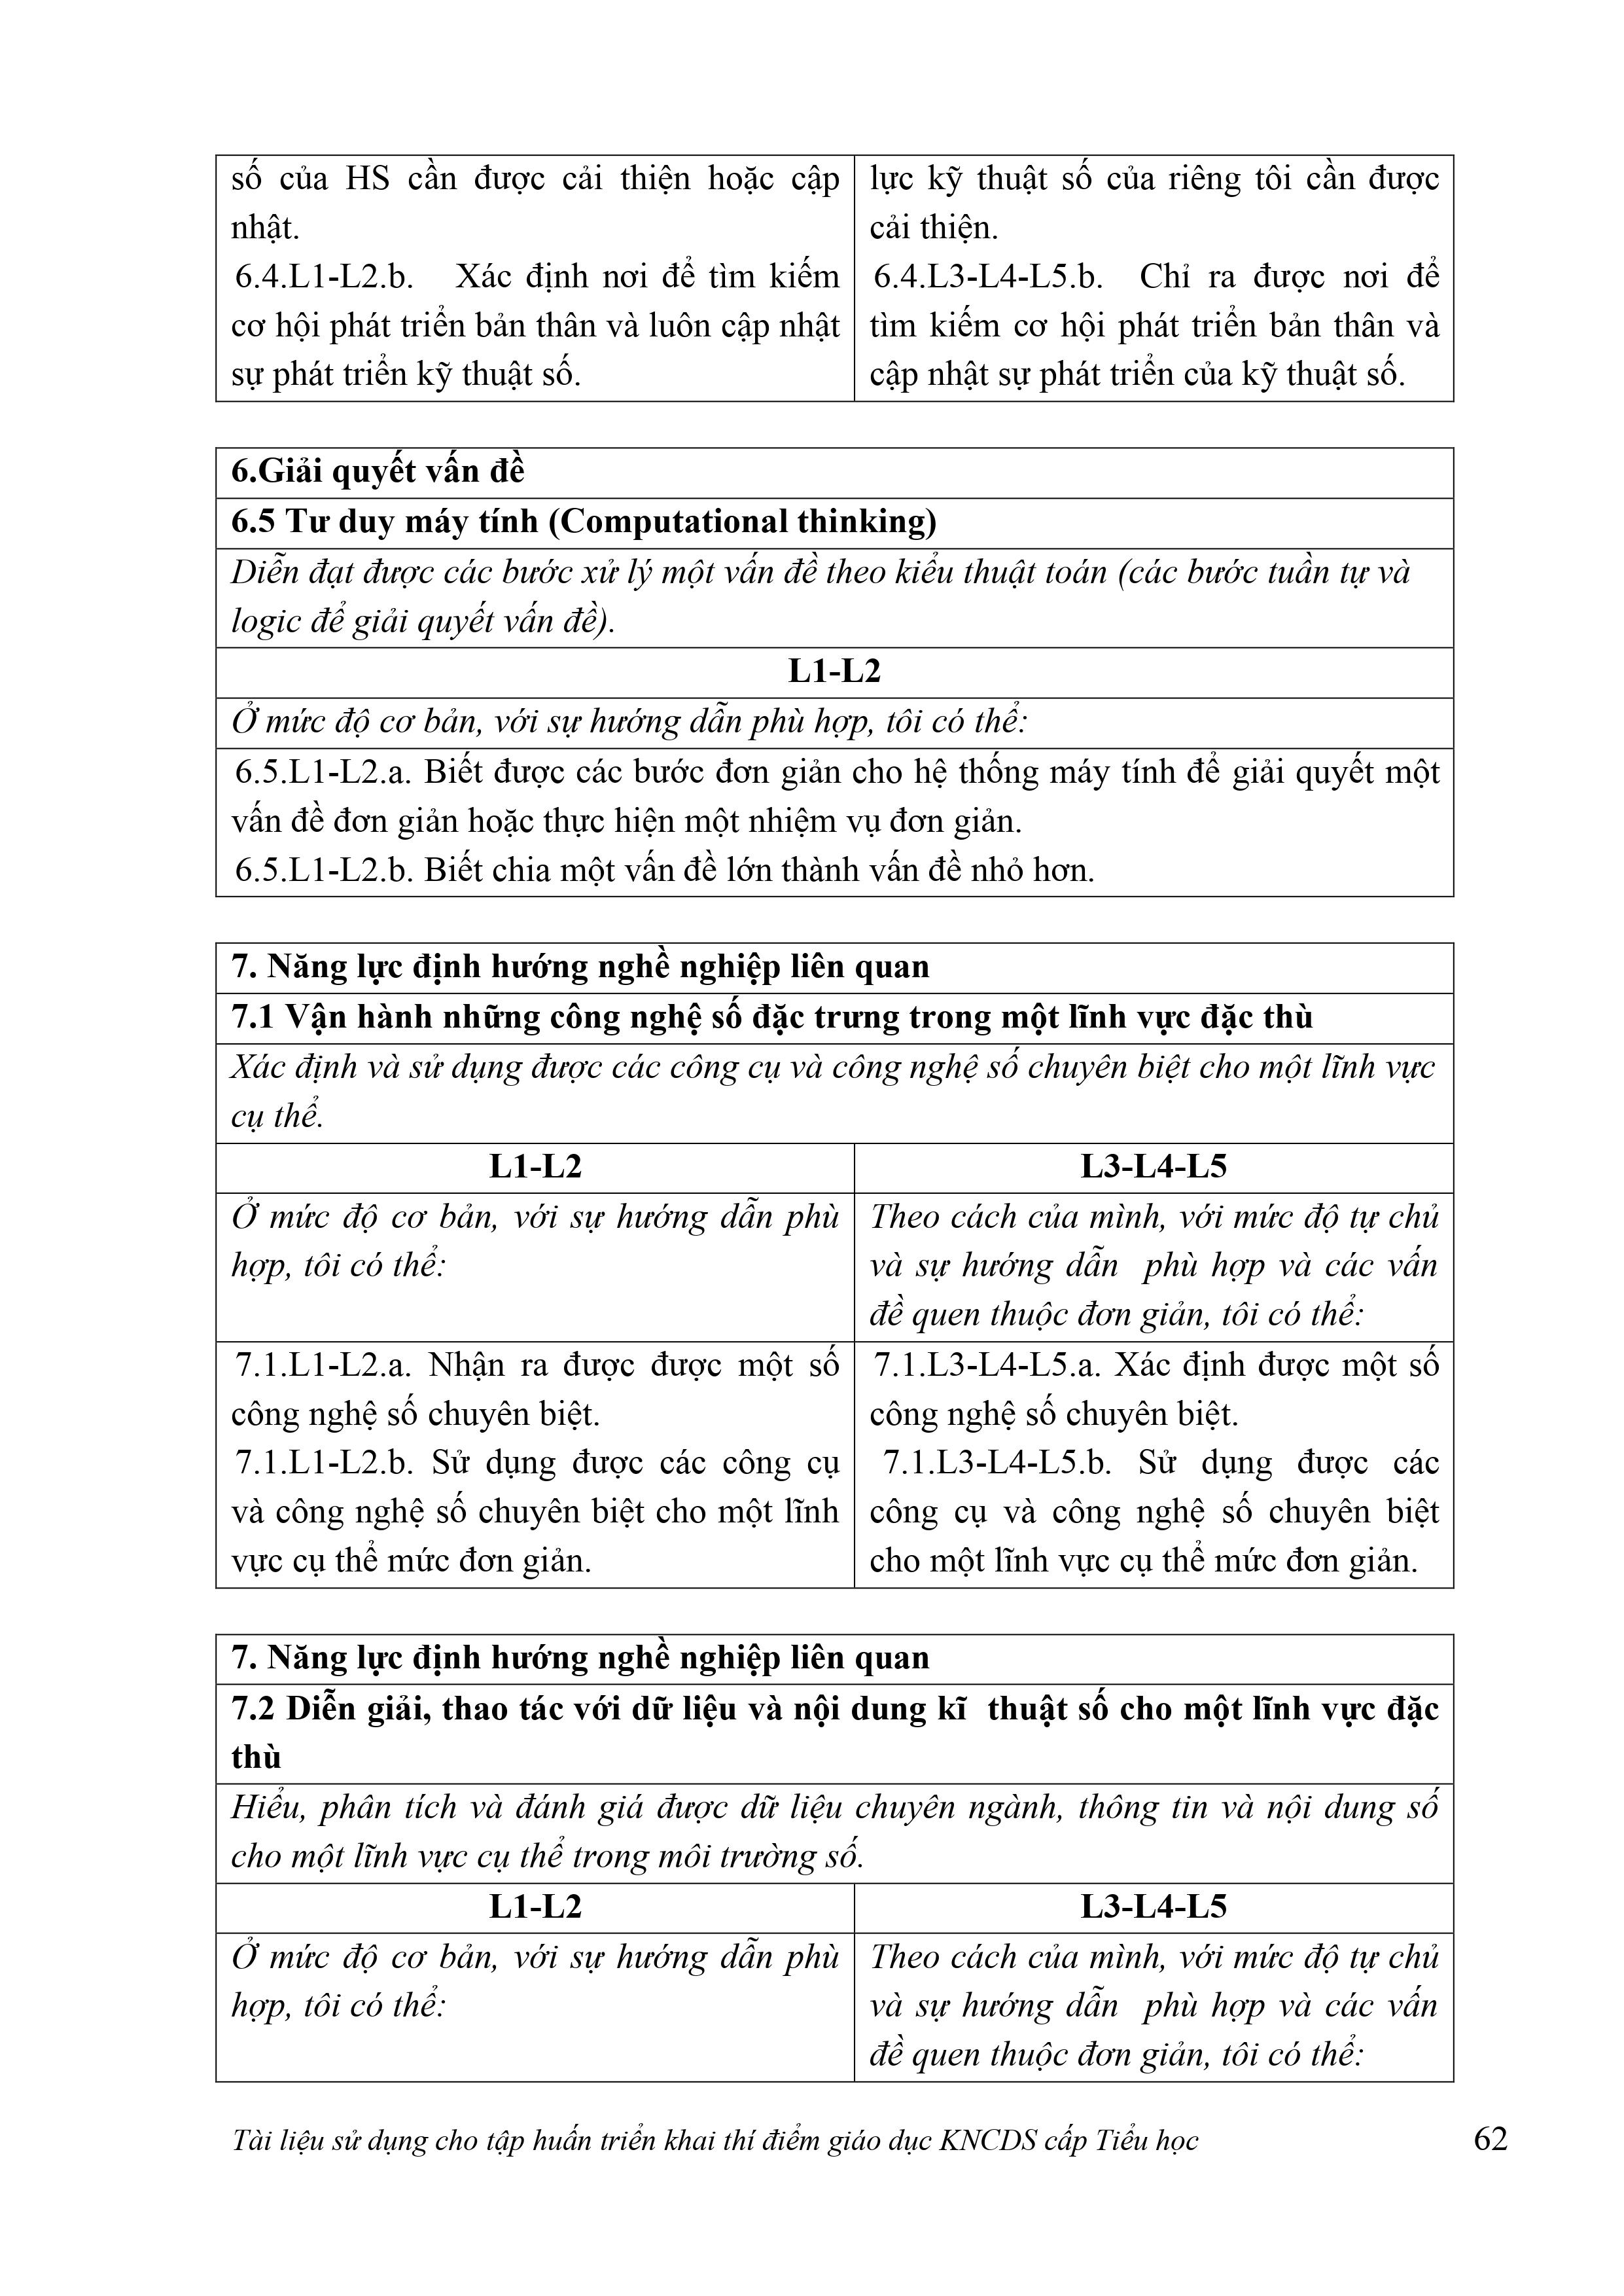 số của HS cần được cải thiện hoặc cập
nhật.
6.4.L1-L2.b. Xác định nơi để tìm kiếm
cơ hội phát triển bản thân và luôn cập nhật
sự phát triển kỹ thuật số.
lực kỹ thuật số của riêng tôi cần được
cải thiện.
6.4.L3-L4-L5.b. Chỉ ra được nơi để
tìm kiếm cơ hội phát triển bản thân và
cập nhật sự phát triển của kỹ thuật số.
6.Giải quyết vấn đề
6.5 Tư duy máy tính (Computational thinking)
Diễn đạt được các bước xử lý một vấn đề theo kiểu thuật toán (các bước tuần tự và
logic để giải quyết vấn đề).
L1-L2
Ở mức độ cơ bản, với sự hướng dẫn phù hợp, tôi có thể:
6.5.L1-L2.a. Biết được các bước đơn giản cho hệ thống máy tính để giải quyết một
vấn đề đơn giản hoặc thực hiện một nhiệm vụ đơn giản.
6.5.L1-L2.b. Biết chia một vấn đề lớn thành vấn đề nhỏ hơn.
7. Năng lực định hướng nghề nghiệp liên quan
7.1 Vận hành những công nghệ số đặc trưng trong một lĩnh vực đặc thù
Xác định và sử dụng được các công cụ và công nghệ số chuyên biệt cho một lĩnh vực
cụ thể.
L1-L2
L3-L4-L5
Ở mức độ cơ bản, với sự hướng dẫn phù
hợp, tôi có thể:
Theo cách của mình, với mức độ tự chủ
và sự hướng dẫn phù hợp và các vấn
đề quen thuộc đơn giản, tôi có thể:
7.1.L1-L2.a. Nhận ra được được một số
công nghệ số chuyên biệt.
7.1.L1-L2.b. Sử dụng được các công cụ
và công nghệ số chuyên biệt cho một lĩnh
vực cụ thể mức đơn giản.
7.1.L3-L4-L5.a. Xác định được một số
công nghệ số chuyên biệt.
7.1.L3-L4-L5.b. Sử dụng được các
công cụ và công nghệ số chuyên biệt
cho một lĩnh vực cụ thể mức đơn giản.
7. Năng lực định hướng nghề nghiệp liên quan
7.2 Diễn giải, thao tác với dữ liệu và nội dung kĩ thuật số cho một lĩnh vực đặc
thù
Hiểu, phân tích và đánh giá được dữ liệu chuyên ngành, thông tin và nội dung số
cho một lĩnh vực cụ thể trong môi trường số.
L1-L2
L3-L4-L5
Ở mức độ cơ bản, với sự hướng dẫn phù
hợp, tôi có thể:
Theo cách của mình, với mức độ tự chủ
và sự hướng dẫn phù hợp và các vấn
đề quen thuộc đơn giản, tôi có thể:
Tài liệu sử dụng cho tập huấn triển khai thí điểm giáo dục KNCDS cấp Tiểu học
62